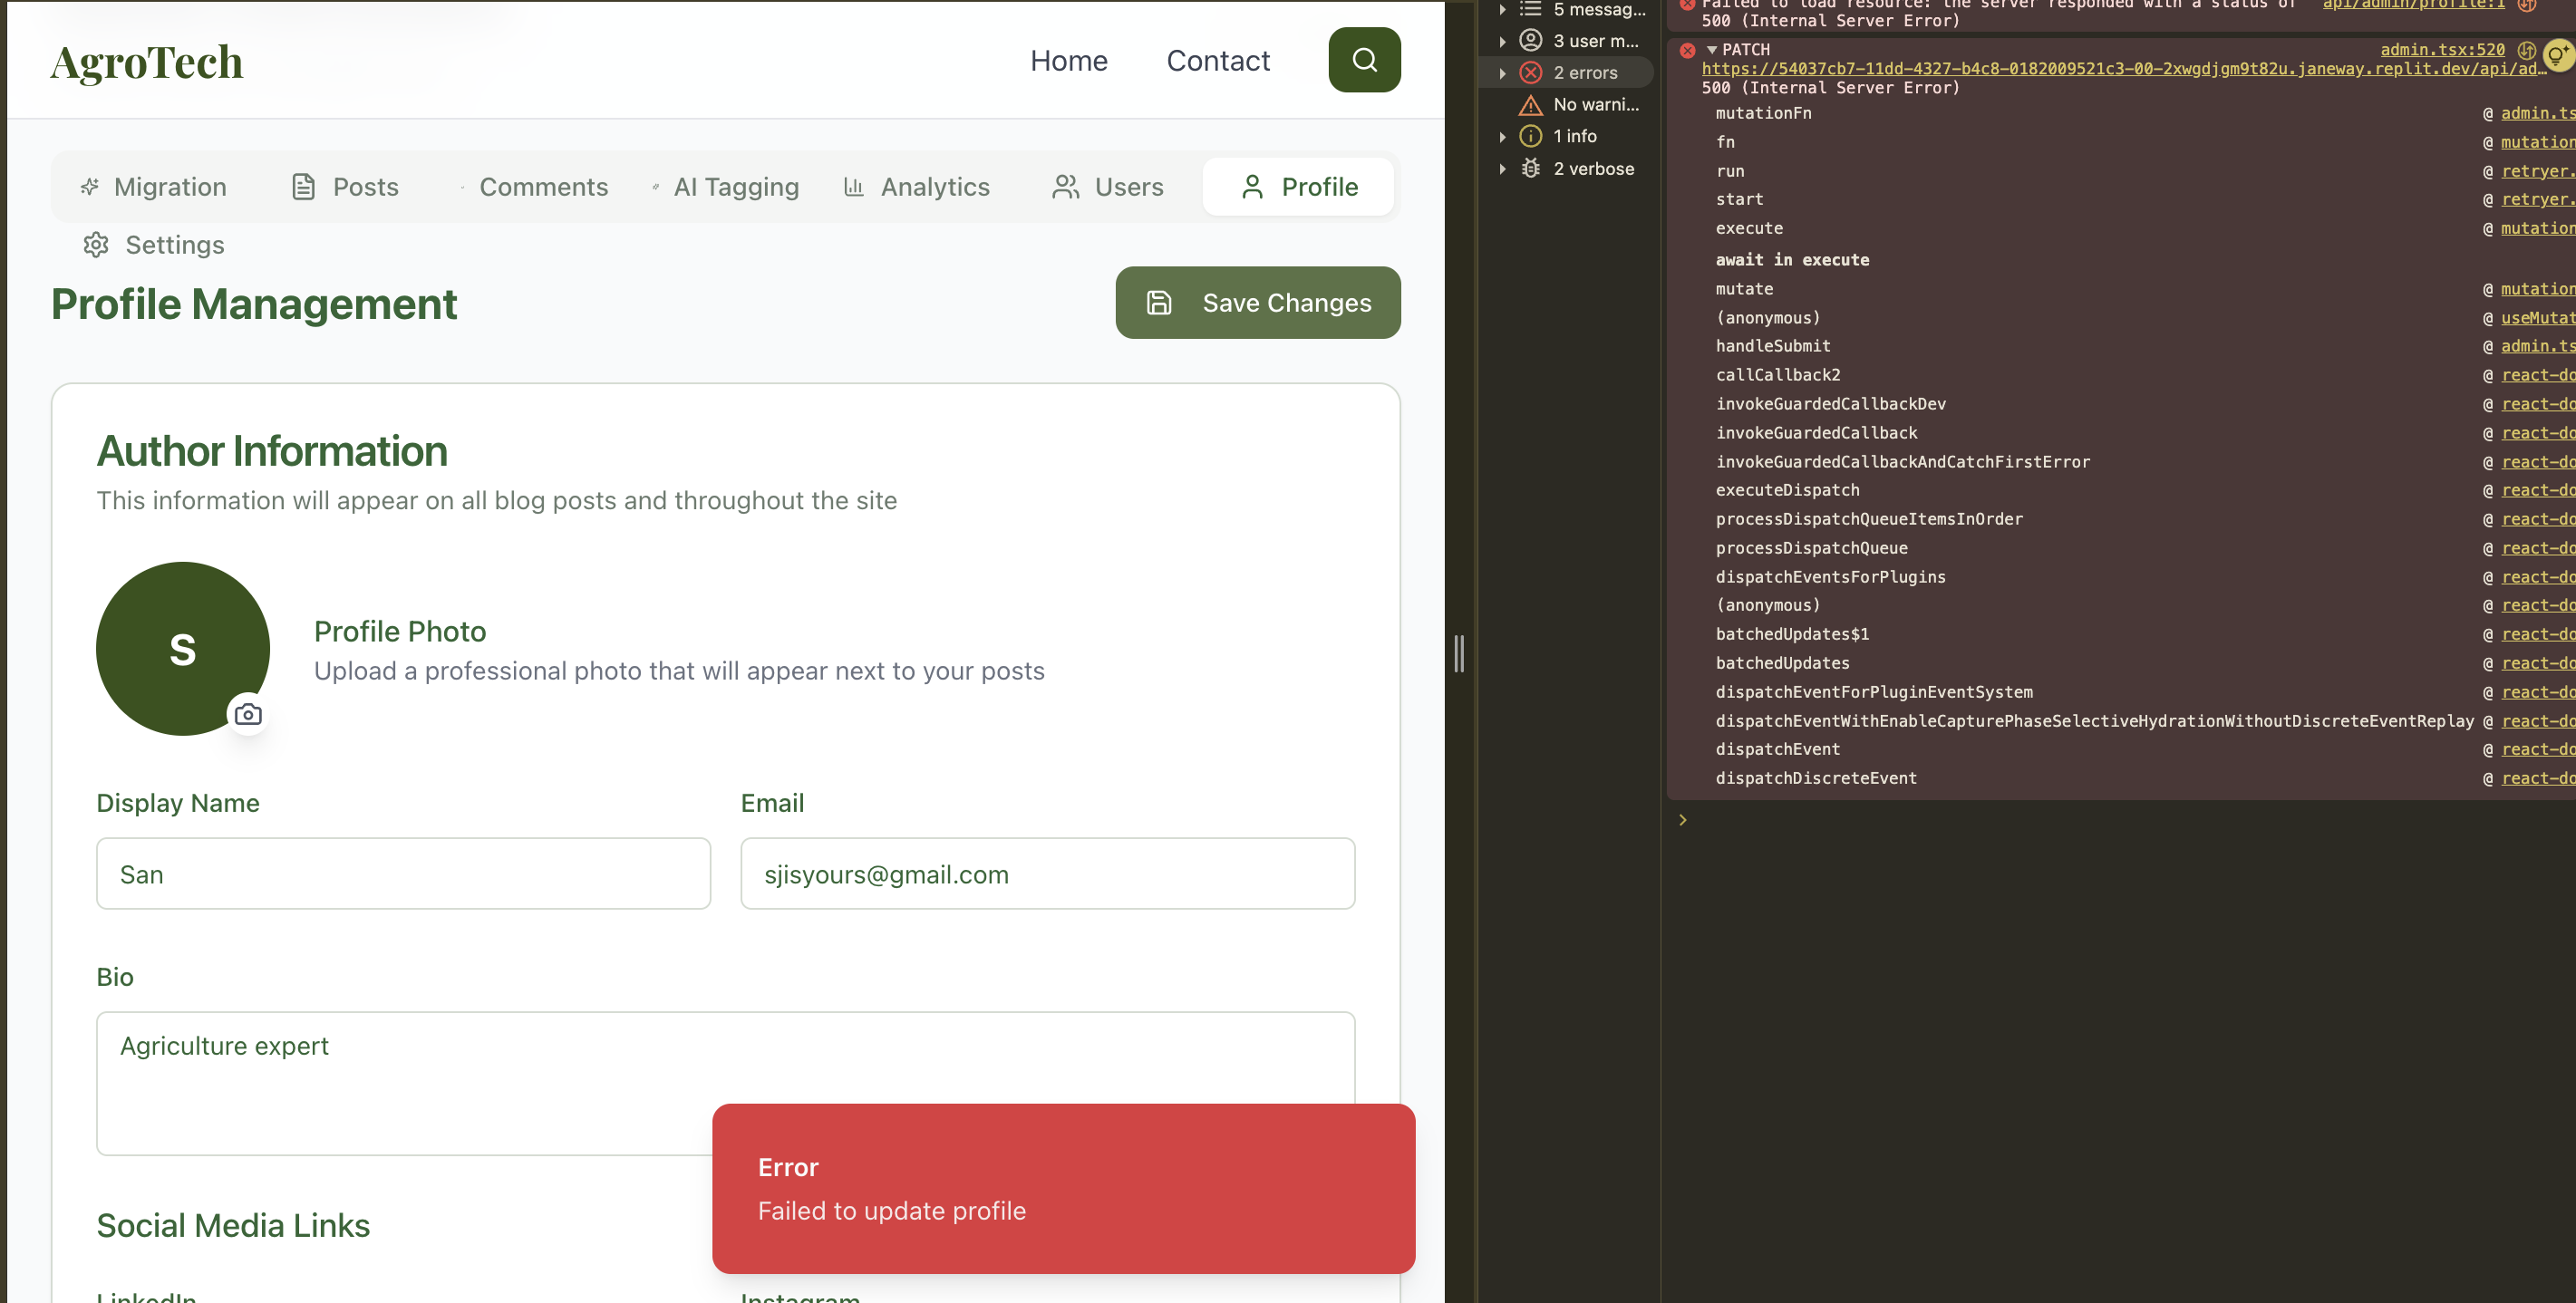 AgroTech
Home
Contact
Migration
Posts
Comments
AI Tagging
Analytics
Users
Profile
Settings
Profile Management
Save Changes
Author Information
This information will appear on all blog posts and throughout the site
S
Profile Photo
Upload a professional photo that will appear next to your posts
Display Name
Email
San
sjisyours@gmail.com
Bio
Agriculture expert
Error
Failed to update profile
Social Media Links
LinkedIn
Instagram
5 messag...
3 user m...
2 errors
No warni...
1 info
2 verbose
Failed to load resource: the server responded with a status of api/admin/profile:1
500 (Internal Server Error)
PATCH admin.tsx:520
https://54037cb7-11dd-4327-b4c8-0182009521c3-00-2xwgdjgm9t82u.janeway.replit.dev/api/ad…
500 (Internal Server Error)
mutationFn @ admin.ts
fn @ mutation
run @ retryer.
start @ retryer.
execute @ mutation
await in execute
mutate @ mutation
(anonymous) @ useMutat
handleSubmit @ admin.ts
callCallback2 @ react-do
invokeGuardedCallbackDev @ react-do
invokeGuardedCallback @ react-do
invokeGuardedCallbackAndCatchFirstError @ react-do
executeDispatch @ react-do
processDispatchQueueItemsInOrder @ react-do
processDispatchQueue @ react-do
dispatchEventsForPlugins @ react-do
(anonymous) @ react-do
batchedUpdates$1 @ react-do
batchedUpdates @ react-do
dispatchEventForPluginEventSystem @ react-do
dispatchEventWithEnableCapturePhaseSelectiveHydrationWithoutDiscreteEventReplay @ react-do
dispatchEvent @ react-do
dispatchDiscreteEvent @ react-do